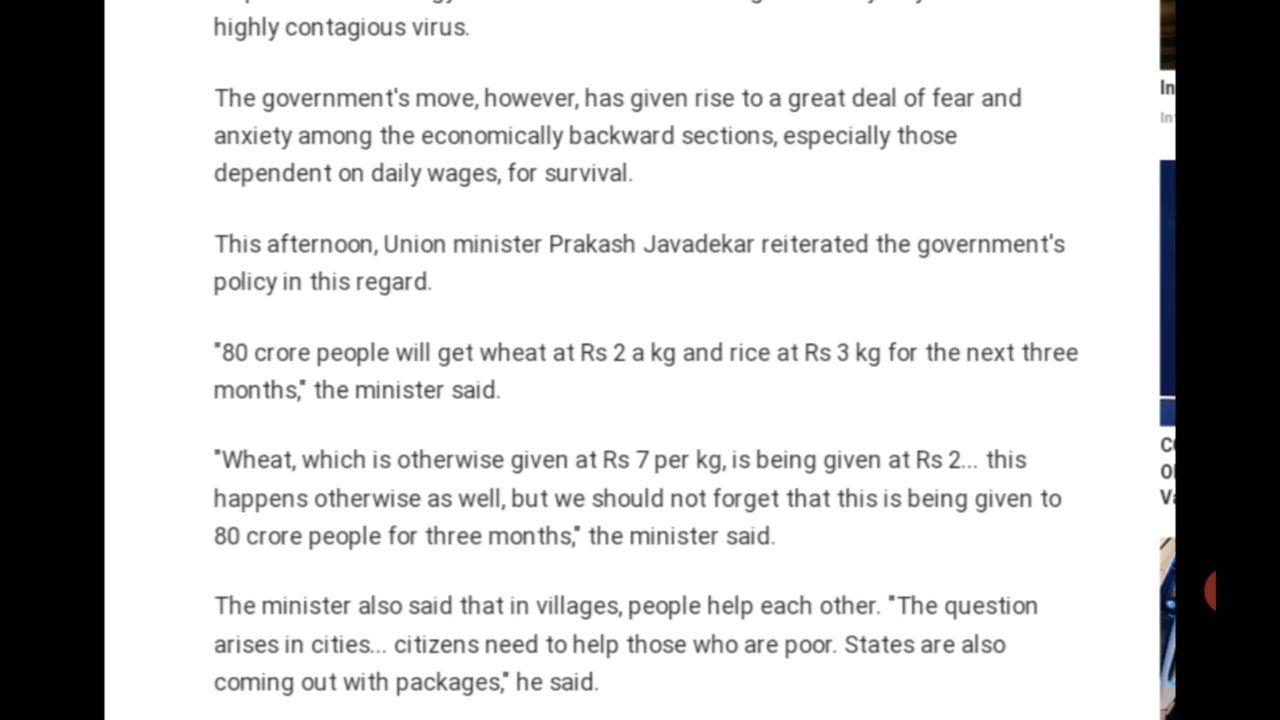 highly contagious virus.
The government's move, however, has given rise to a great deal of fear and
anxiety among the economically backward sections, especially those
dependent on daily wages, for survival.
This afternoon, Union minister Prakash Javadekar reiterated the government's
policy in this regard.
"80 crore people will get wheat at Rs 2 a kg and rice at Rs 3 kg for the next three
months," the minister said.
"Wheat, which is otherwise given at Rs 7 per kg, is being given at Rs 2... this
happens otherwise as well, but we should not forget that this is being given to
80 crore people for three months," the minister said.
The minister also said that in villages, people help each other. "The question
arises in cities... citizens need to help those who are poor. States are also
coming out with packages," he said.